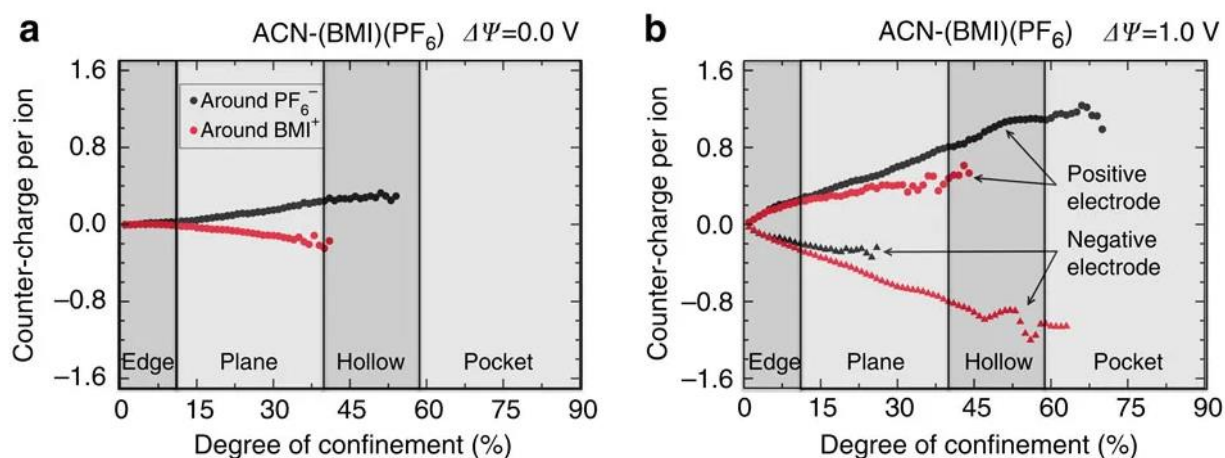 a
ACN-(BMI)(PF₆) ΔΨ=0.0 V
Counter-charge per ion
1.6
0.8
0.0
−0.8
−1.6
Around PF₆⁻
Around BMI⁺
Edge Plane Hollow Pocket
0 15 30 45 60 75 90
Degree of confinement (%)
b
ACN-(BMI)(PF₆) ΔΨ=1.0 V
Counter-charge per ion
1.6
0.8
0.0
−0.8
−1.6
Positive
electrode
Negative
electrode
Edge Plane Hollow Pocket
0 15 30 45 60 75 90
Degree of confinement (%)